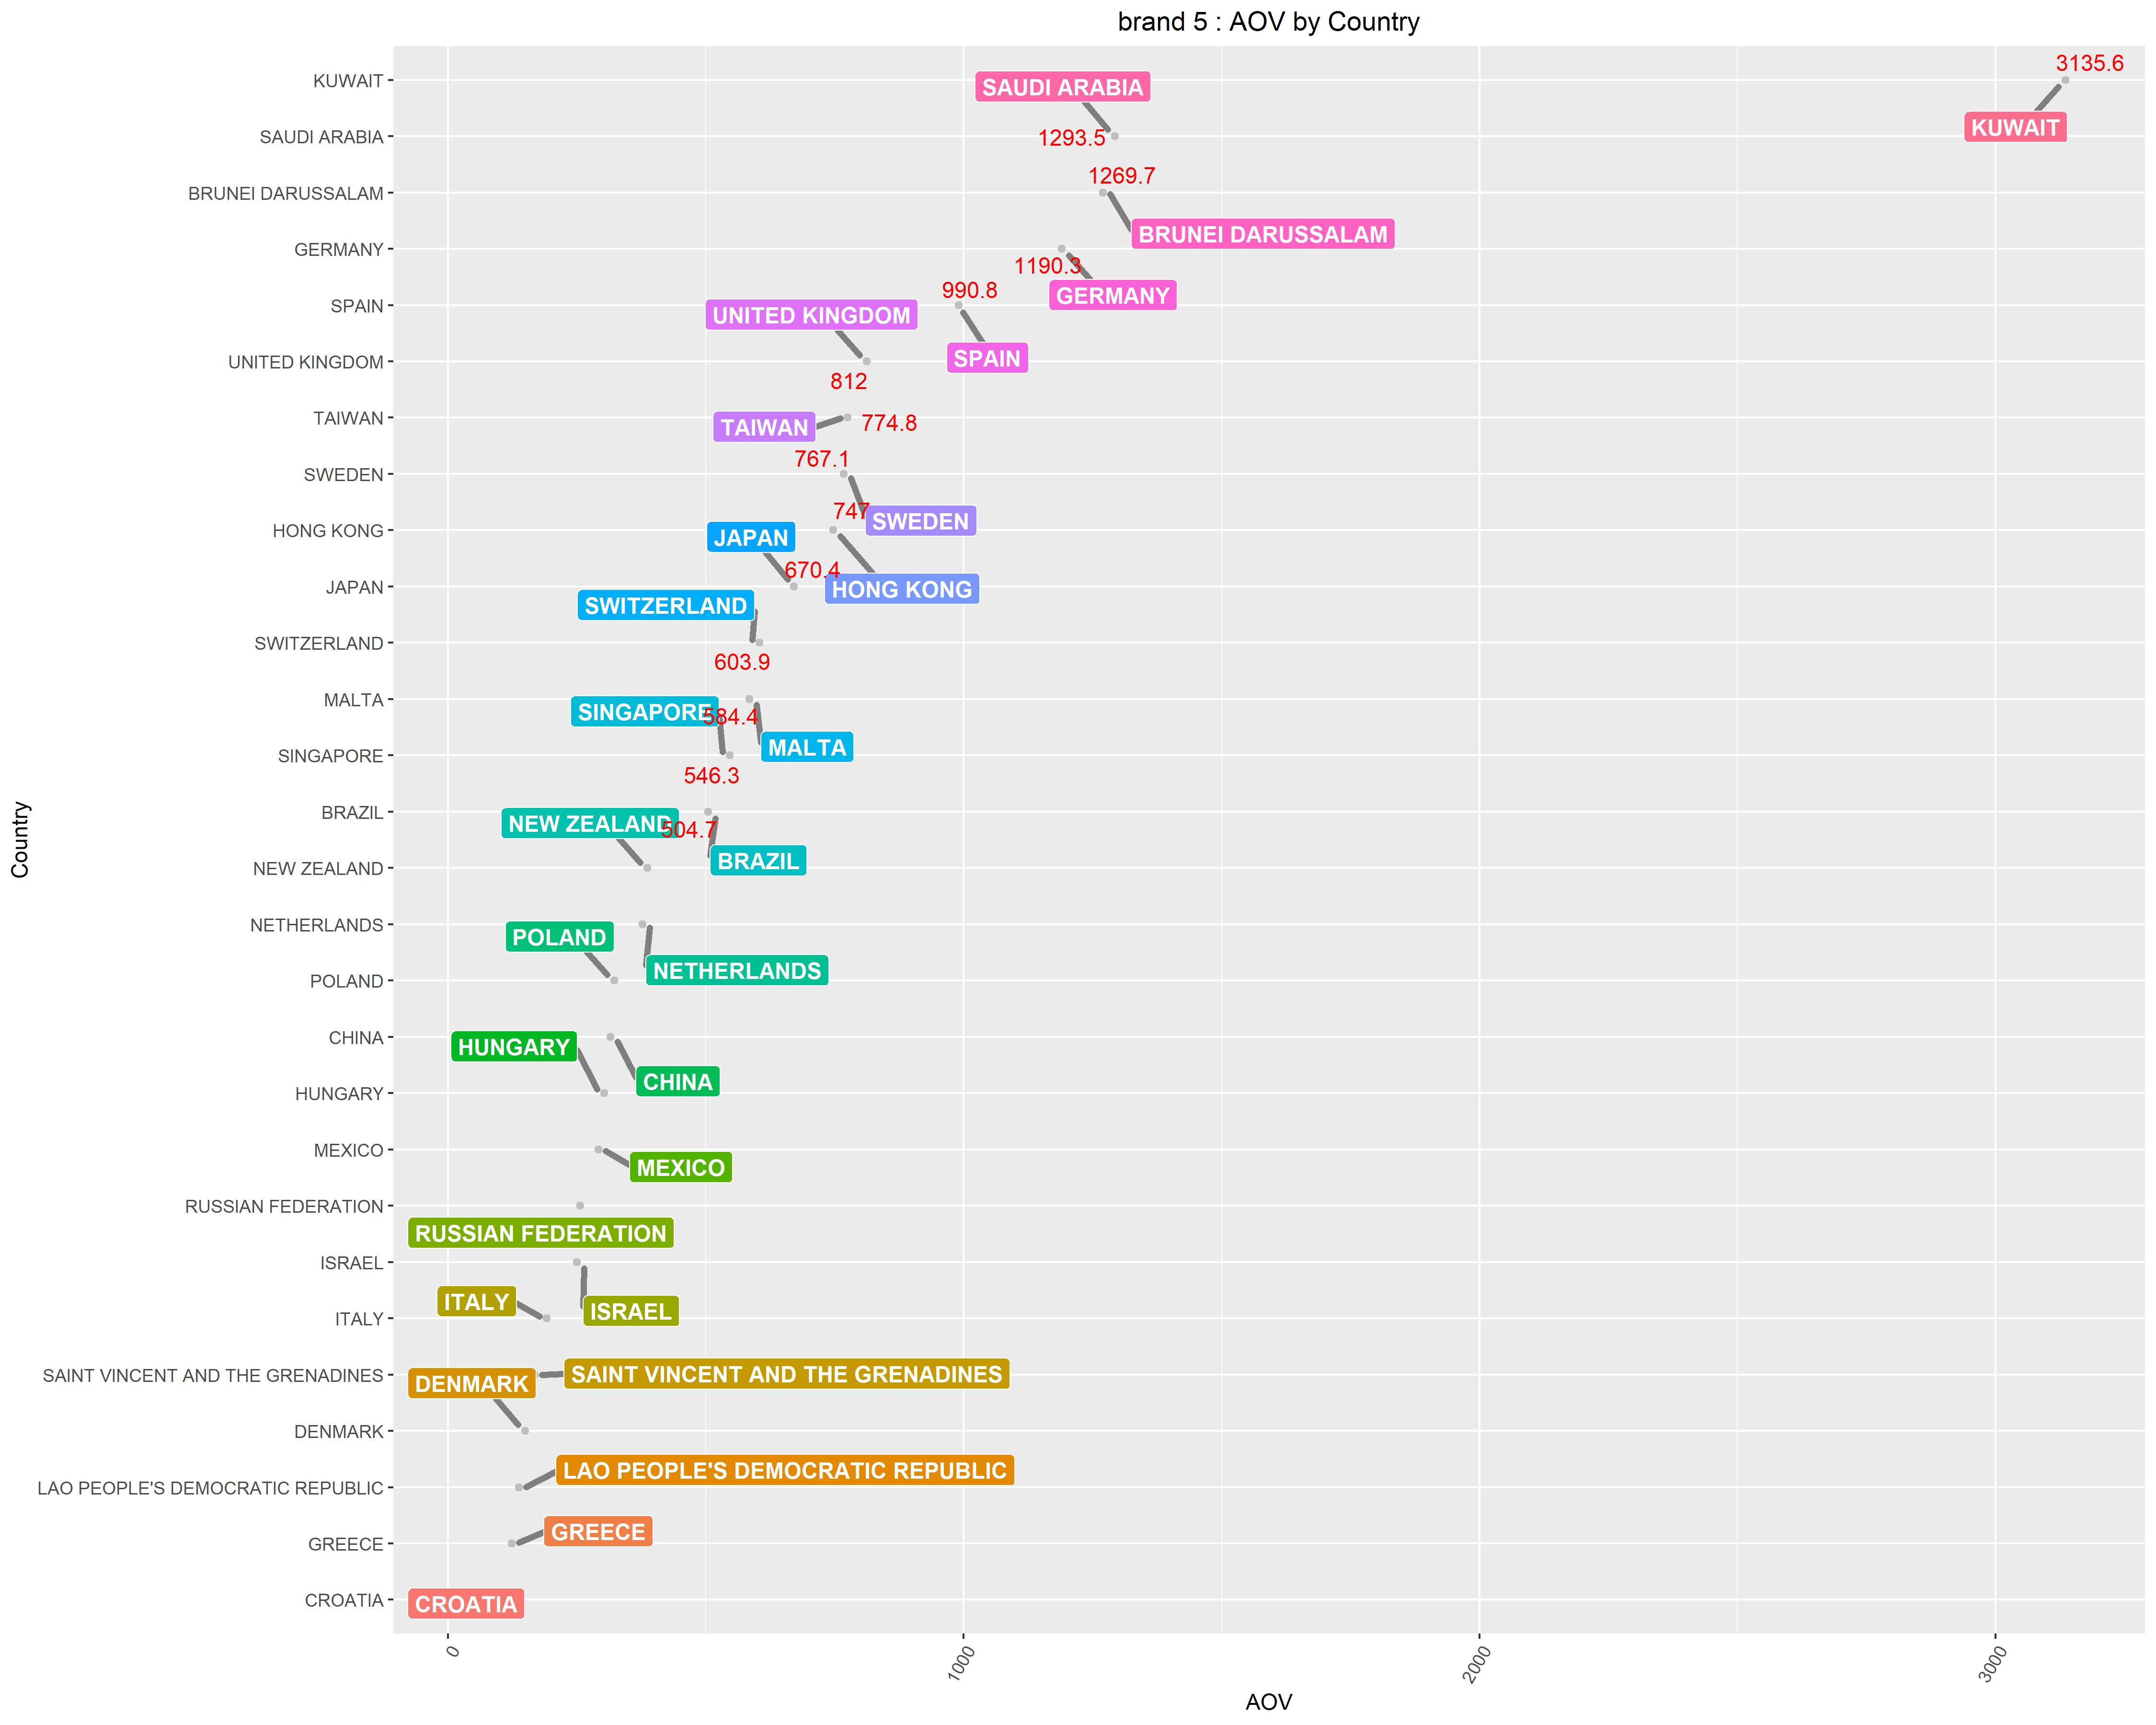 brand 5 : AOV by Country
KUWAIT
3135.6
KUWAIT
SAUDI ARABIA
SAUDI ARABIA
1293.5
BRUNEI DARUSSALAM
1269.7
BRUNEI DARUSSALAM
GERMANY
1190.3
GERMANY
SPAIN
990.8
SPAIN
UNITED KINGDOM
UNITED KINGDOM
812
TAIWAN
TAIWAN
774.8
SWEDEN
767.1
SWEDEN
HONG KONG
747
HONG KONG
JAPAN
JAPAN
670.4
SWITZERLAND
SWITZERLAND
603.9
MALTA
584.4
MALTA
SINGAPORE
SINGAPORE
546.3
BRAZIL
504.7
BRAZIL
NEW ZEALAND
NEW ZEALAND
NETHERLANDS
NETHERLANDS
POLAND
POLAND
CHINA
CHINA
HUNGARY
HUNGARY
MEXICO
MEXICO
RUSSIAN FEDERATION
RUSSIAN FEDERATION
ISRAEL
ISRAEL
ITALY
ITALY
SAINT VINCENT AND THE GRENADINES
SAINT VINCENT AND THE GRENADINES
DENMARK
DENMARK
LAO PEOPLE'S DEMOCRATIC REPUBLIC
LAO PEOPLE'S DEMOCRATIC REPUBLIC
GREECE
GREECE
CROATIA
CROATIA
Country
0
1000
2000
3000
AOV